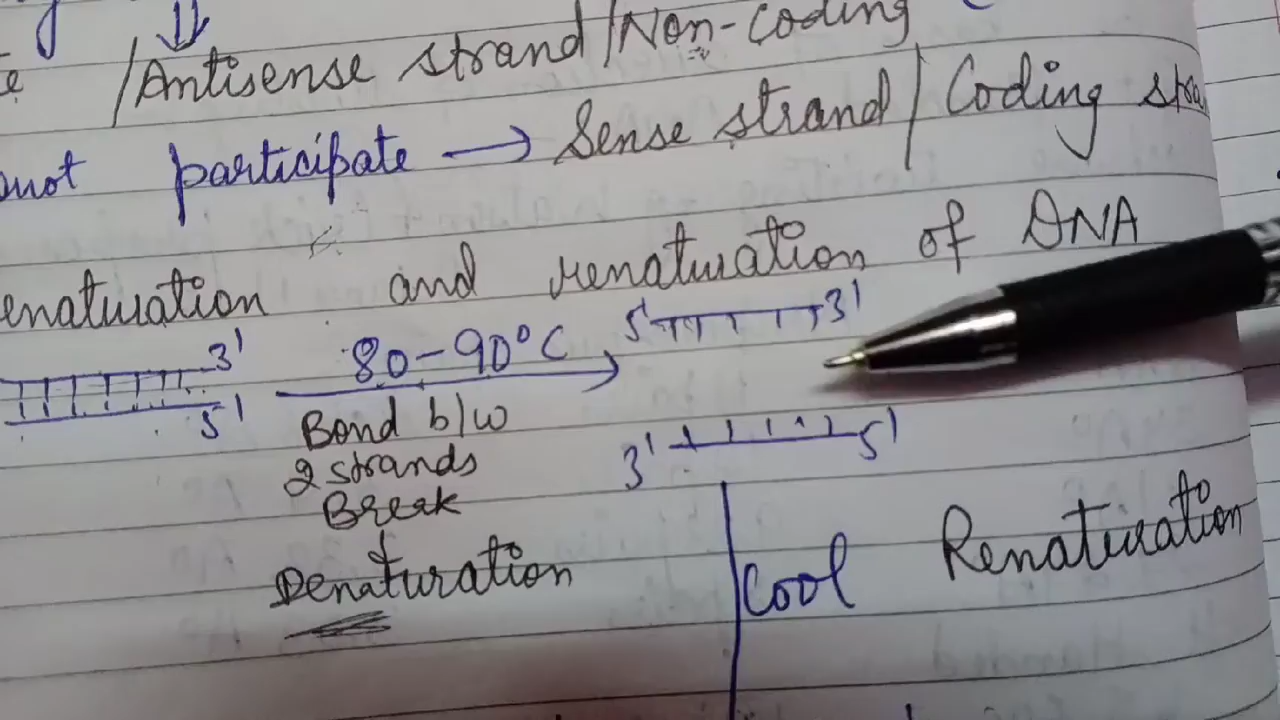 /Antisense strand/Non-coding
not participate → Sense strand/Coding stra
enaturation and renaturation of DNA
3' 80-90°C 5' 3'
5' Bond b/w 3' 5'
2 strands
Break
Denaturation
Cool Renaturation